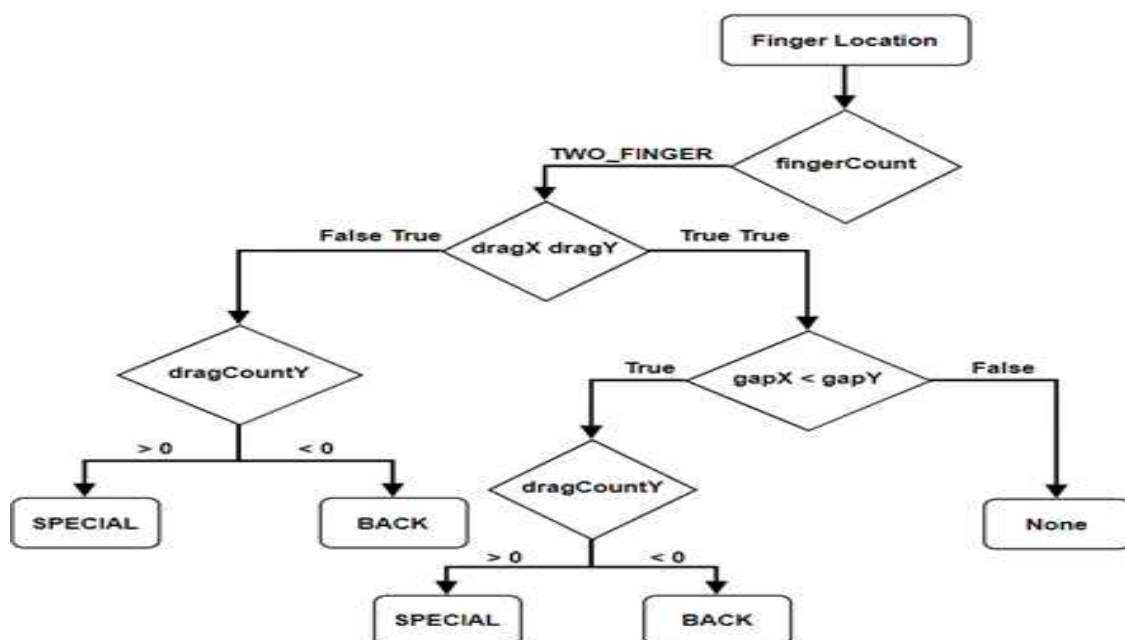 Finger Location
TWO_FINGER
fingerCount
False True
dragX dragY
True True
dragCountY
True
gapX < gapY
False
> 0
< 0
dragCountY
SPECIAL
BACK
None
> 0
< 0
SPECIAL
BACK